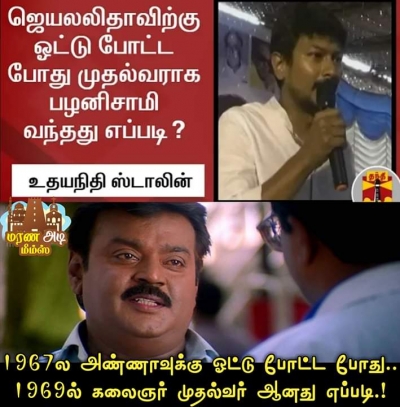 ஜெயலலிதாவிற்கு
ஓட்டு போட்ட
போது முதல்வராக
பழனிசாமி
வந்தது எப்படி ?
உதயநிதி ஸ்டாலின்
தந்தி
மரண அடி
மீம்ஸ்
1967ல அண்ணாவுக்கு ஓட்டு போட்ட போது..
1969ல் கலைஞர் முதல்வர் ஆனது எப்படி.!